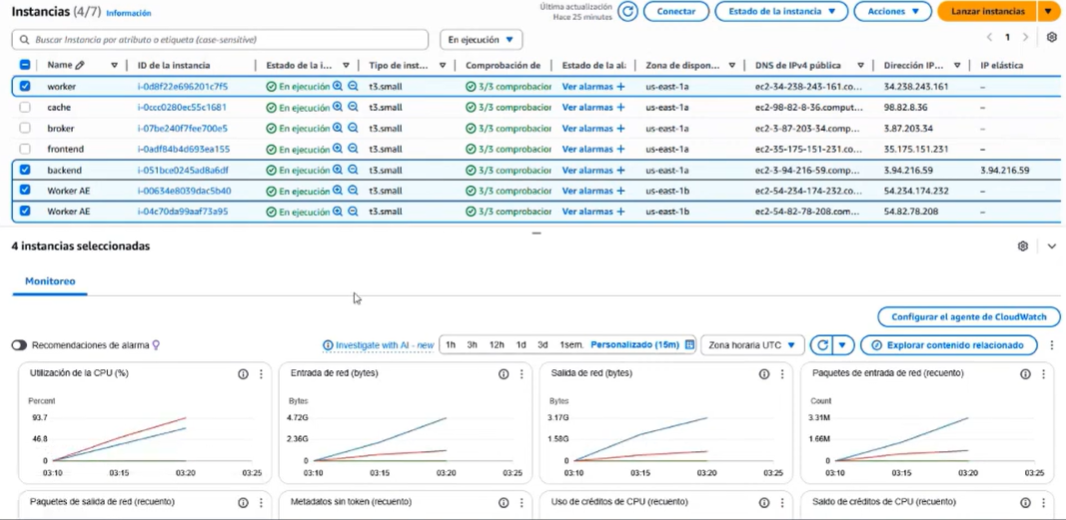 Instancias (4/7) Información
Última actualización
Hace 25 minutos
Conectar
Estado de la instancia
Acciones
Lanzar instancias
Buscar Instancia por atributo o etiqueta (case-sensitive)
En ejecución
1
Name ID de la instancia Estado de la i... Tipo de inst... Comprobación de Estado de la al: Zona de dispon... DNS de IPv4 pública Dirección IP... IP elástica
worker i-0d8f22e696201c7f5 En ejecución t3.small 3/3 comprobacior Ver alarmas + us-east-1a ec2-34-238-243-161.co... 34.238.243.161 –
cache i-0ccc0280ec55c1681 En ejecución t3.small 3/3 comprobacior Ver alarmas + us-east-1a ec2-98-82-8-36.comput... 98.82.8.36 –
broker i-07be240f7fee700e5 En ejecución t3.small 3/3 comprobacior Ver alarmas + us-east-1a ec2-3-87-203-34.comp... 3.87.203.34 –
frontend i-0adf84b4d693ea155 En ejecución t3.small 3/3 comprobacior Ver alarmas + us-east-1a ec2-35-175-151-231.co... 35.175.151.231 –
backend i-051bce0245ad8a6df En ejecución t3.small 3/3 comprobacior Ver alarmas + us-east-1a ec2-3-94-216-59.comp... 3.94.216.59 3.94.216.59
Worker AE i-00634e8039dac5b40 En ejecución t3.small 3/3 comprobacior Ver alarmas + us-east-1b ec2-54-234-174-232.co... 54.234.174.232 –
Worker AE i-04c70da99aaf73a95 En ejecución t3.small 3/3 comprobacior Ver alarmas + us-east-1b ec2-54-82-78-208.com... 54.82.78.208 –
4 instancias seleccionadas
Monitoreo
Configurar el agente de CloudWatch
Recomendaciones de alarma
Investigate with AI - new
1h 3h 12h 1d 3d 1sem. Personalizado (15m)
Zona horaria UTC
Explorar contenido relacionado
Utilización de la CPU (%)
Percent
93.7
46.8
0
03:10 03:15 03:20 03:25
Entrada de red (bytes)
Bytes
4.72G
2.36G
0
03:10 03:15 03:20 03:25
Salida de red (bytes)
Bytes
3.17G
1.58G
0
03:10 03:15 03:20 03:25
Paquetes de entrada de red (recuento)
Count
3.31M
1.66M
0
03:10 03:15 03:20 03:25
Paquetes de salida de red (recuento)
Metadatos sin token (recuento)
Uso de créditos de CPU (recuento)
Saldo de créditos de CPU (recuento)